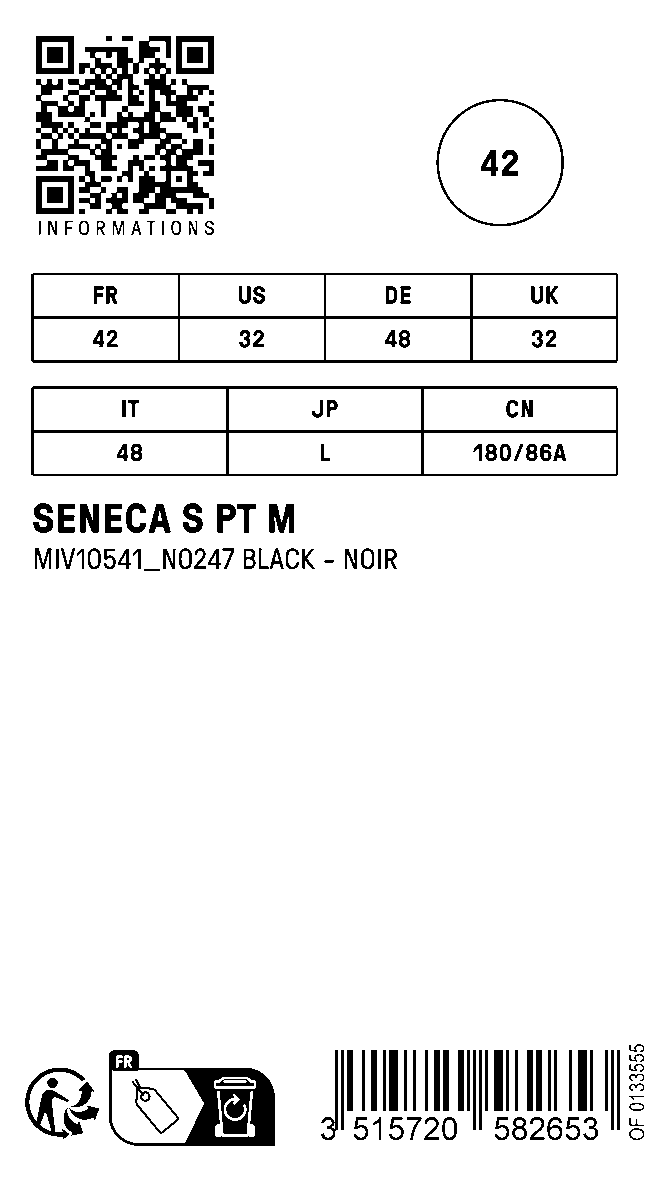 INFORMATIONS
42
FR US DE UK
42 32 48 32
IT JP CN
48 L 180/86A
SENECA S PT M
MIV10541_N0247 BLACK - NOIR
FR
3 515720 582653
OF 0133555